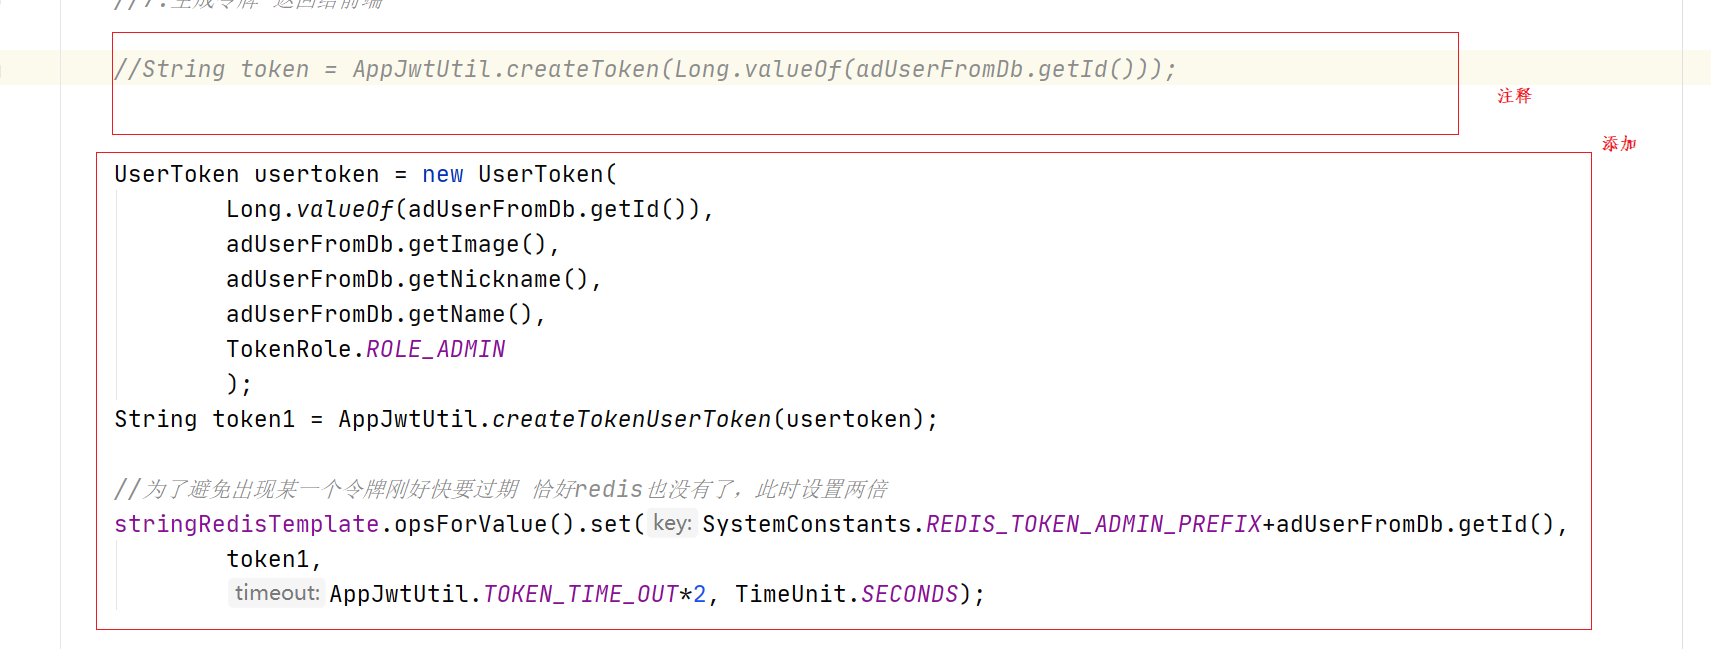 //7.生成令牌 返回给前端
//String token = AppJwtUtil.createToken(Long.valueOf(adUserFromDb.getId()));
注释
添加
UserToken usertoken = new UserToken(
Long.valueOf(adUserFromDb.getId()),
adUserFromDb.getImage(),
adUserFromDb.getNickname(),
adUserFromDb.getName(),
TokenRole.ROLE_ADMIN
);
String token1 = AppJwtUtil.createTokenUserToken(usertoken);
//为了避免出现某一个令牌刚好快要过期 恰好redis也没有了，此时设置两倍
stringRedisTemplate.opsForValue().set( key: SystemConstants.REDIS_TOKEN_ADMIN_PREFIX+adUserFromDb.getId(),
token1,
timeout: AppJwtUtil.TOKEN_TIME_OUT*2, TimeUnit.SECONDS);